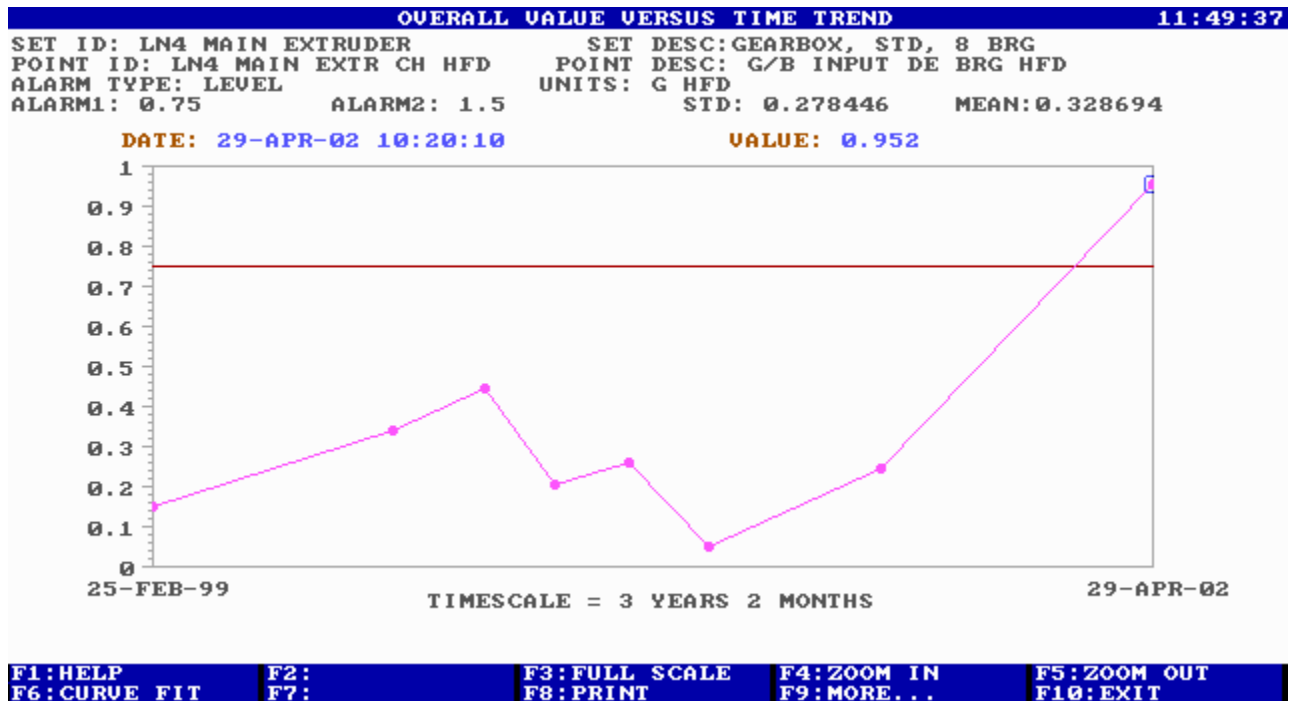 OVERALL VALUE VERSUS TIME TREND 11:49:37
SET ID: LN4 MAIN EXTRUDER SET DESC:GEARBOX, STD, 8 BRG
POINT ID: LN4 MAIN EXTR CH HFD POINT DESC: G/B INPUT DE BRG HFD
ALARM TYPE: LEVEL UNITS: G HFD
ALARM1: 0.75 ALARM2: 1.5 STD: 0.278446 MEAN:0.328694
DATE: 29-APR-02 10:20:10 VALUE: 0.952
1
0.9
0.8
0.7
0.6
0.5
0.4
0.3
0.2
0.1
0
25-FEB-99 29-APR-02
TIMESCALE = 3 YEARS 2 MONTHS
F1:HELP F2: F3:FULL SCALE F4:ZOOM IN F5:ZOOM OUT
F6:CURVE FIT F7: F8:PRINT F9:MORE... F10:EXIT